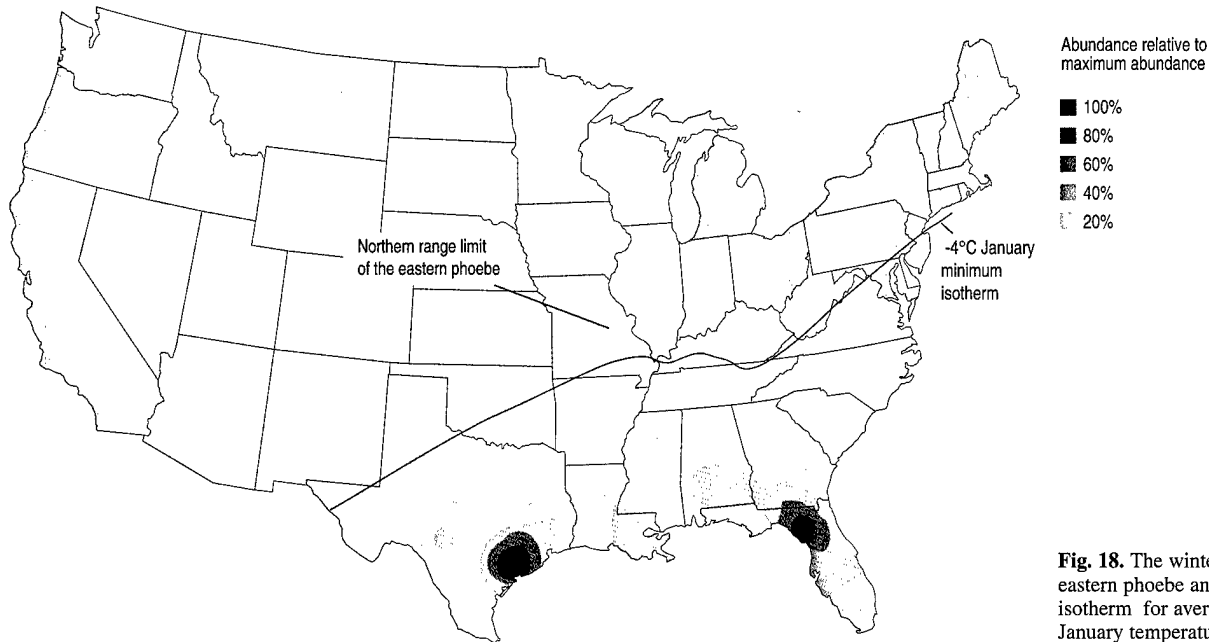 Abundance relative to
maximum abundance
100%
80%
60%
40%
20%
Northern range limit
of the eastern phoebe
-4°C January
minimum
isotherm
Fig. 18. The winte
eastern phoebe an
isotherm for aver
January temperatu